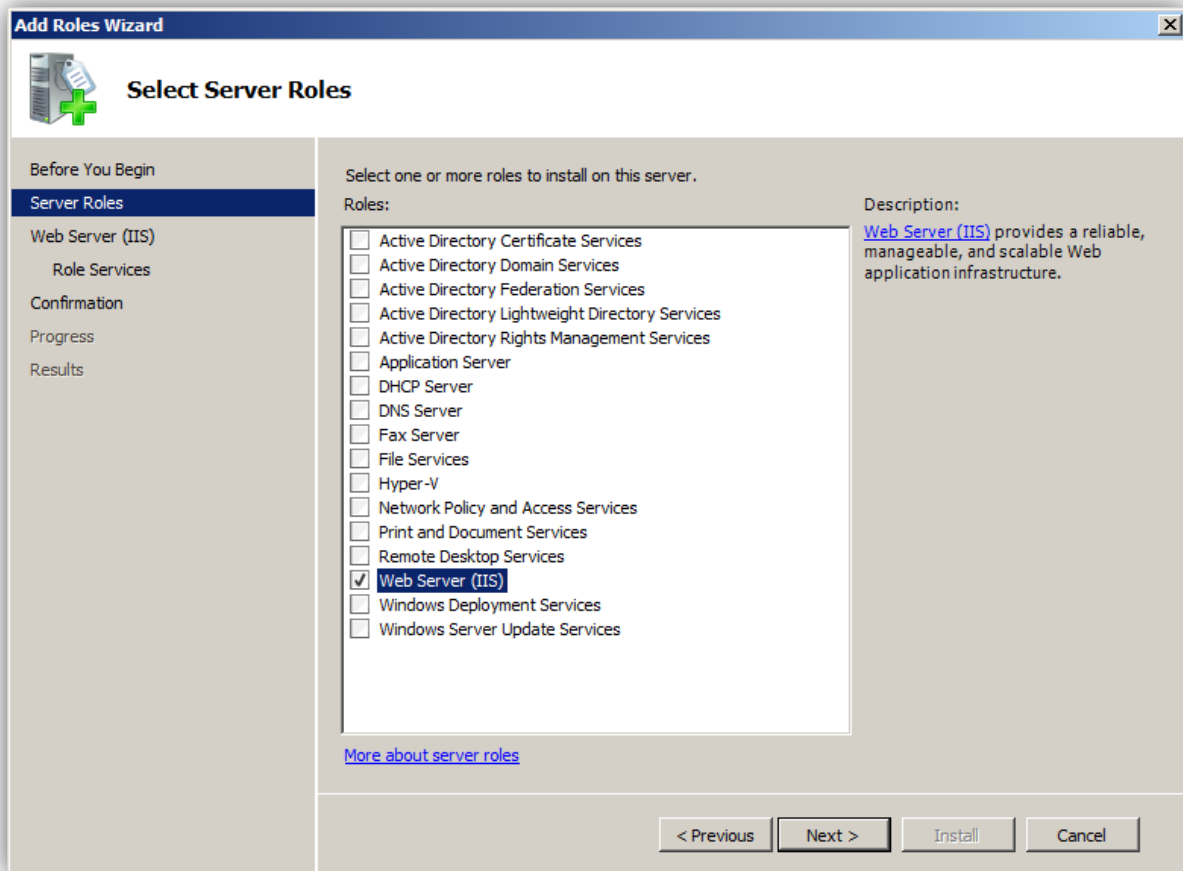 Add Roles Wizard
Select Server Roles
Before You Begin
Server Roles
Web Server (IIS)
Role Services
Confirmation
Progress
Results
Select one or more roles to install on this server.
Roles:
Active Directory Certificate Services
Active Directory Domain Services
Active Directory Federation Services
Active Directory Lightweight Directory Services
Active Directory Rights Management Services
Application Server
DHCP Server
DNS Server
Fax Server
File Services
Hyper-V
Network Policy and Access Services
Print and Document Services
Remote Desktop Services
Web Server (IIS)
Windows Deployment Services
Windows Server Update Services
More about server roles
Description:
Web Server (IIS) provides a reliable,
manageable, and scalable Web
application infrastructure.
< Previous
Next >
Install
Cancel